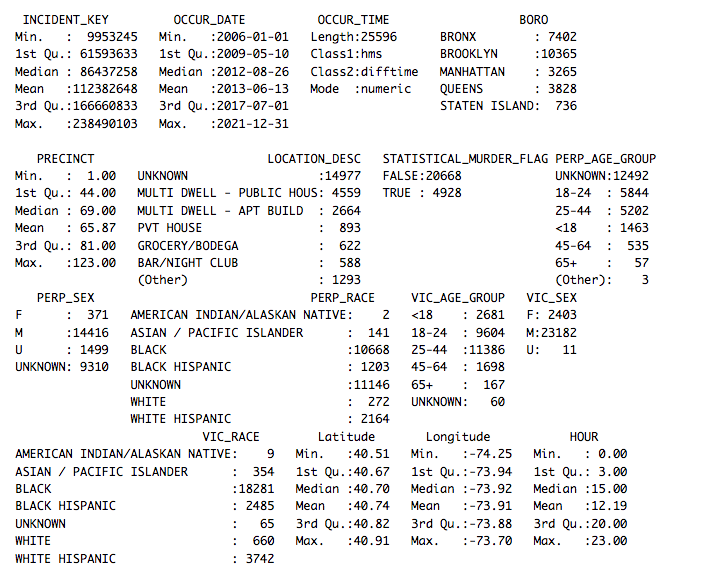 INCIDENT_KEY OCCUR_DATE OCCUR_TIME BORO
Min. : 9953245 Min. :2006-01-01 Length:25596 BRONX : 7402
1st Qu.: 61593633 1st Qu.:2009-05-10 Class1:hms BROOKLYN :10365
Median : 86437258 Median :2012-08-26 Class2:difftime MANHATTAN : 3265
Mean :112382648 Mean :2013-06-13 Mode :numeric QUEENS : 3828
3rd Qu.:166660833 3rd Qu.:2017-07-01 STATEN ISLAND: 736
Max. :238490103 Max. :2021-12-31
PRECINCT LOCATION_DESC STATISTICAL_MURDER_FLAG PERP_AGE_GROUP
Min. : 1.00 UNKNOWN :14977 FALSE:20668 UNKNOWN:12492
1st Qu.: 44.00 MULTI DWELL - PUBLIC HOUS: 4559 TRUE : 4928 18-24 : 5844
Median : 69.00 MULTI DWELL - APT BUILD : 2664 25-44 : 5202
Mean : 65.87 PVT HOUSE : 893 <18 : 1463
3rd Qu.: 81.00 GROCERY/BODEGA : 622 45-64 : 535
Max. :123.00 BAR/NIGHT CLUB : 588 65+ : 57
(Other) : 1293 (Other): 3
PERP_SEX PERP_RACE VIC_AGE_GROUP VIC_SEX
F : 371 AMERICAN INDIAN/ALASKAN NATIVE: 2 <18 : 2681 F: 2403
M :14416 ASIAN / PACIFIC ISLANDER : 141 18-24 : 9604 M:23182
U : 1499 BLACK :10668 25-44 :11386 U: 11
UNKNOWN: 9310 BLACK HISPANIC : 1203 45-64 : 1698
UNKNOWN :11146 65+ : 167
WHITE : 272 UNKNOWN: 60
WHITE HISPANIC : 2164
VIC_RACE Latitude Longitude HOUR
AMERICAN INDIAN/ALASKAN NATIVE: 9 Min. :40.51 Min. :-74.25 Min. : 0.00
ASIAN / PACIFIC ISLANDER : 354 1st Qu.:40.67 1st Qu.:-73.94 1st Qu.: 3.00
BLACK :18281 Median :40.70 Median :-73.92 Median :15.00
BLACK HISPANIC : 2485 Mean :40.74 Mean :-73.91 Mean :12.19
UNKNOWN : 65 3rd Qu.:40.82 3rd Qu.:-73.88 3rd Qu.:20.00
WHITE : 660 Max. :40.91 Max. :-73.70 Max. :23.00
WHITE HISPANIC : 3742